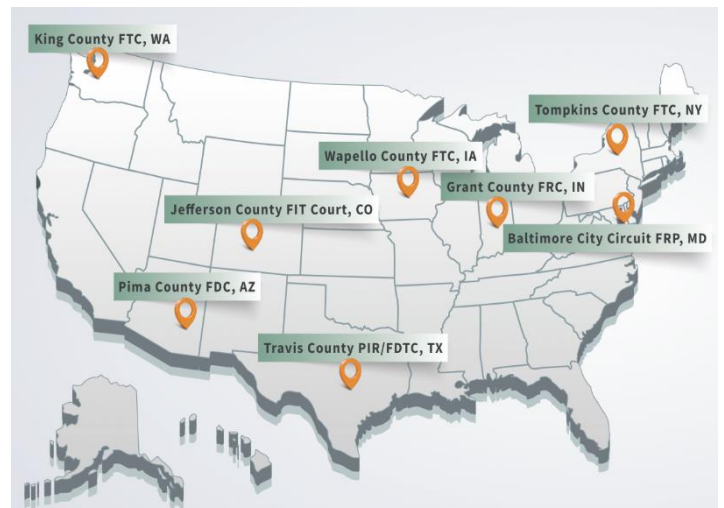 King County FTC, WA
Tompkins County FTC, NY
Wapello County FTC, IA
Grant County FRC, IN
Jefferson County FIT Court, CO
Baltimore City Circuit FRP, MD
Pima County FDC, AZ
Travis County PIR/FDTC, TX